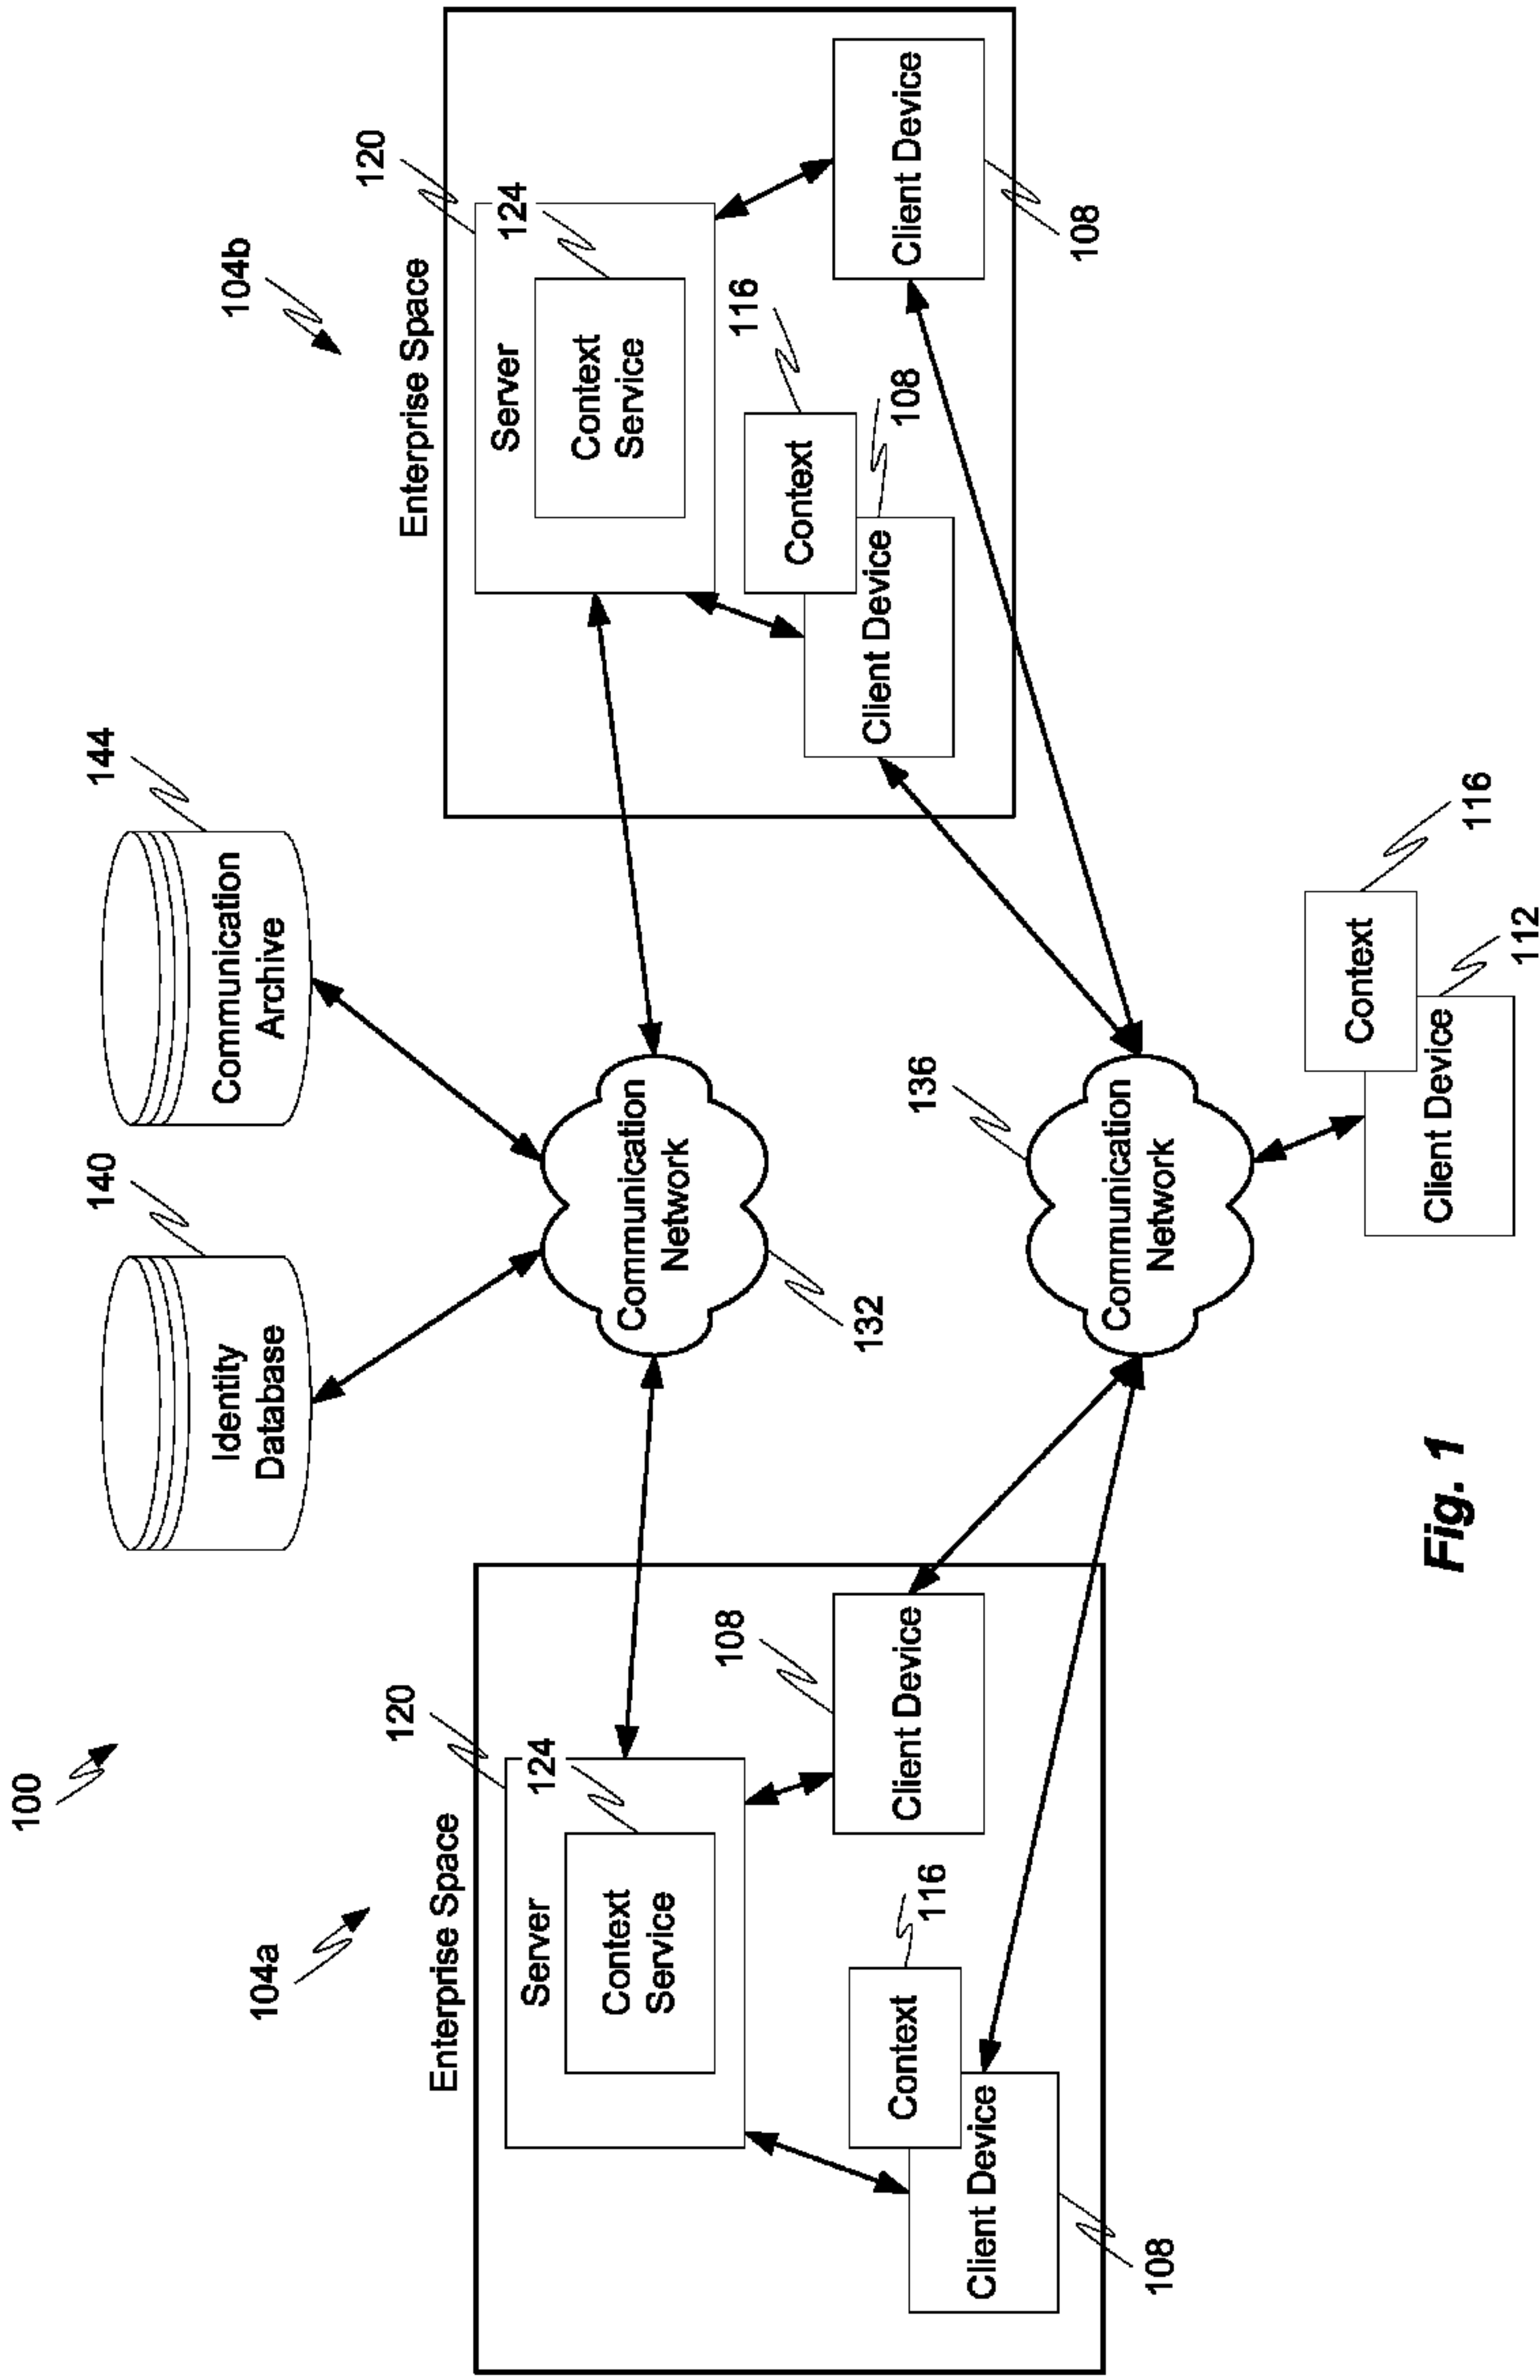 100
140
144
Identity
Database
Communication
Archive
104a
104b
Enterprise Space
120
Server
124
Context
Service
108
Client Device
116
Context
Client Device
108
Communication
Network
132
Enterprise Space
120
Server
124
Context
Service
116
Context
108
Client Device
Client Device
108
136
Communication
Network
116
Context
112
Client Device
Fig. 1